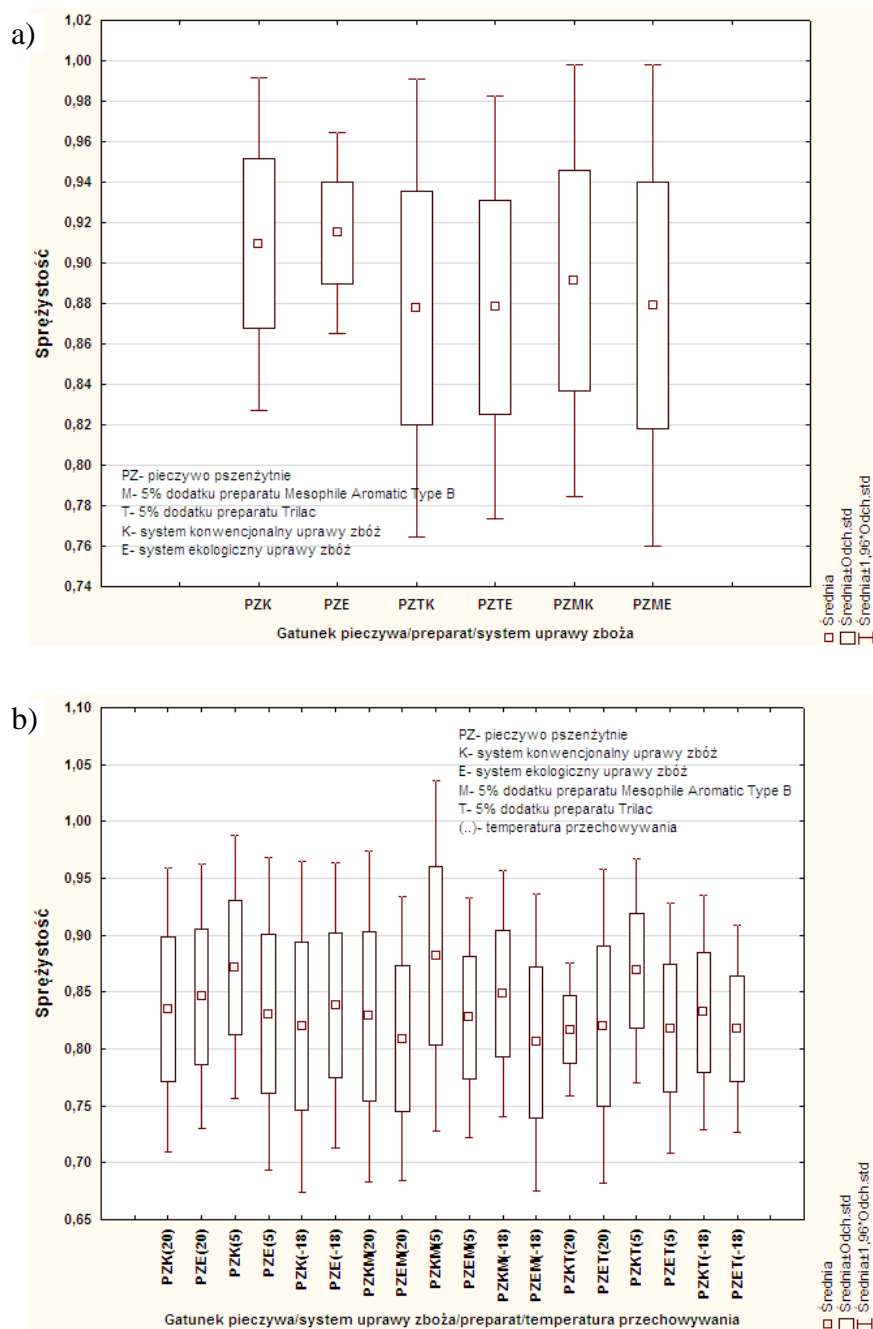 a)
1,02
1,00
0,98
0,96
0,94
0,92
0,90
0,88
0,86
0,84
0,82
0,80
0,78
0,76
0,74
Sprężystość
PZ- pieczywo pszenżytnie
M- 5% dodatku preparatu Mesophile Aromatic Type B
T- 5% dodatku preparatu Trilac
K- system konwencjonalny uprawy zbóż
E- system ekologiczny uprawy zbóż
PZK PZE PZTK PZTE PZMK PZME
Gatunek pieczywa/preparat/system uprawy zboża
Średnia
Średnia±Odch.std
Średnia±1,96*Odch.std
b)
1,10
1,05
1,00
0,95
0,90
0,85
0,80
0,75
0,70
0,65
Sprężystość
PZ- pieczywo pszenżytnie
K- system konwencjonalny uprawy zbóż
E- system ekologiczny uprawy zbóż
M- 5% dodatku preparatu Mesophile Aromatic Type B
T- 5% dodatku preparatu Trilac
(..)- temperatura przechowywania
PZK(20)
PZE(20)
PZK(5)
PZE(5)
PZK(-18)
PZE(-18)
PZKM(20)
PZEM(20)
PZKM(5)
PZEM(5)
PZKM(-18)
PZEM(-18)
PZKT(20)
PZET(20)
PZKT(5)
PZET(5)
PZKT(-18)
PZET(-18)
Gatunek pieczywa/system uprawy zboża/preparat/temperatura przechowywania
Średnia
Średnia±Odch.std
Średnia±1,96*Odch.std